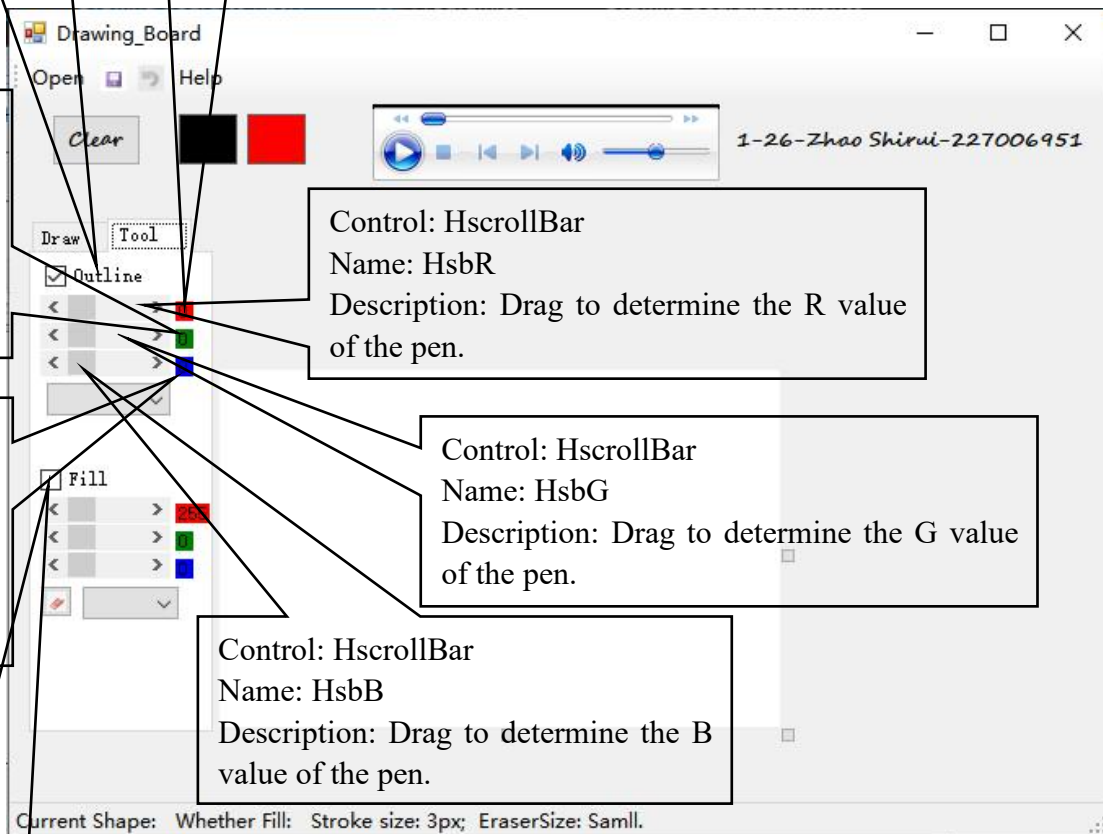 Drawing_Board
Open Help
Clear
1-26-Zhao Shirui-227006951
Draw Tool
Outline
0
Fill
255
0
0
Control: HscrollBar
Name: HsbR
Description: Drag to determine the R value
of the pen.
Control: HscrollBar
Name: HsbG
Description: Drag to determine the G value
of the pen.
Control: HscrollBar
Name: HsbB
Description: Drag to determine the B
value of the pen.
Current Shape: Whether Fill: Stroke size: 3px; EraserSize: Samll.